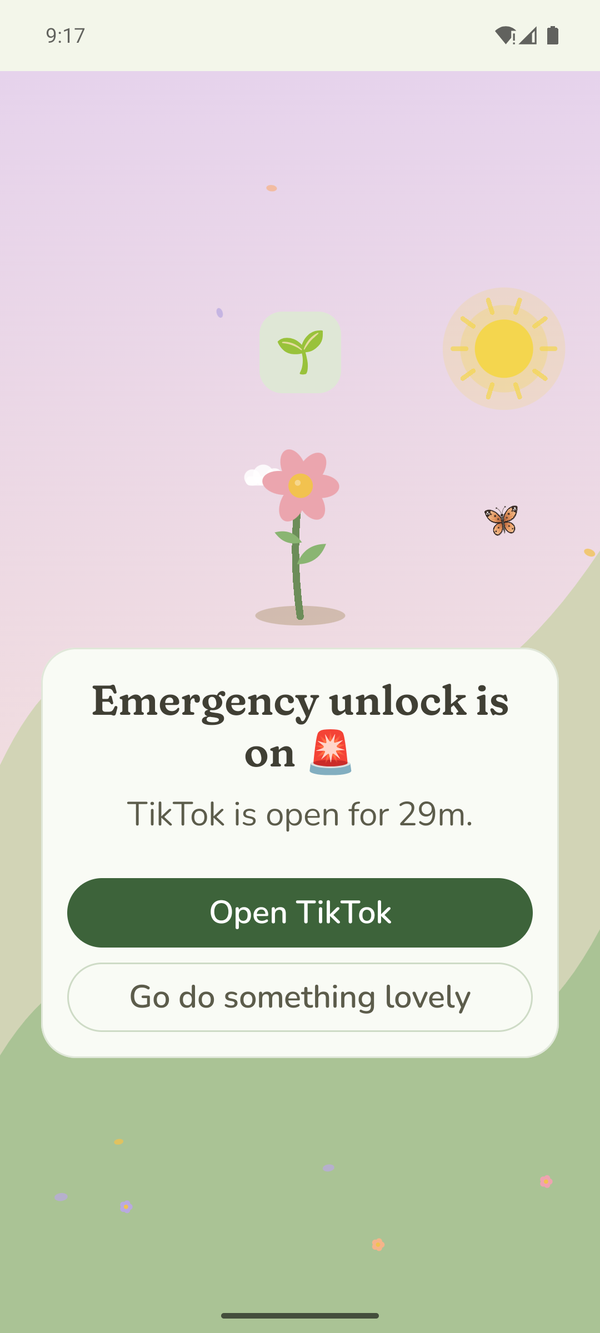 9:17
Emergency unlock is
on 🚨
TikTok is open for 29m.
Open TikTok
Go do something lovely